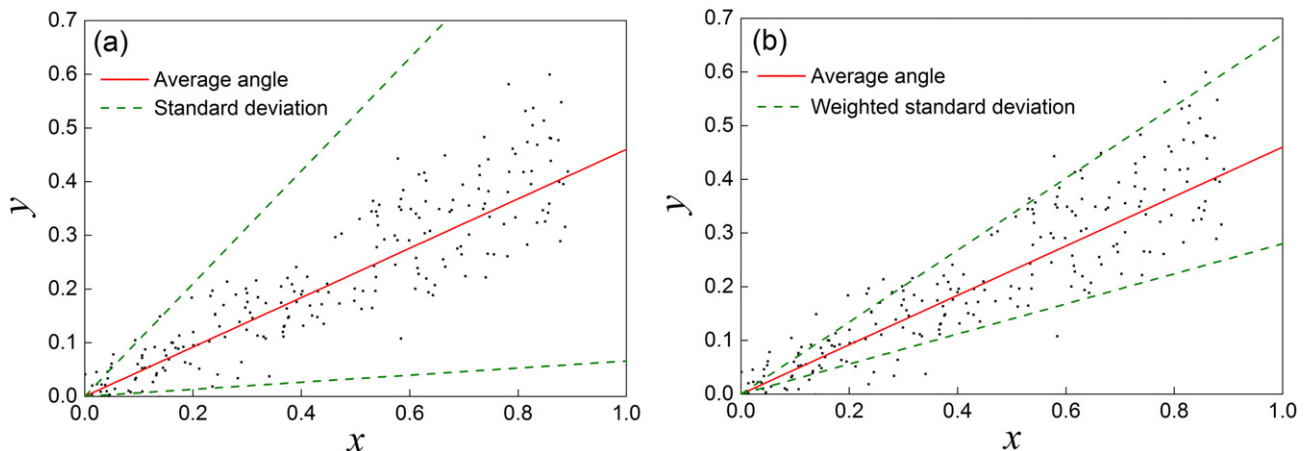 (a)
Average angle
Standard deviation
0.7
0.6
0.5
0.4
0.3
0.2
0.1
0.0
y
0.0 0.2 0.4 0.6 0.8 1.0
x
(b)
Average angle
Weighted standard deviation
0.7
0.6
0.5
0.4
0.3
0.2
0.1
0.0
y
0.0 0.2 0.4 0.6 0.8 1.0
x